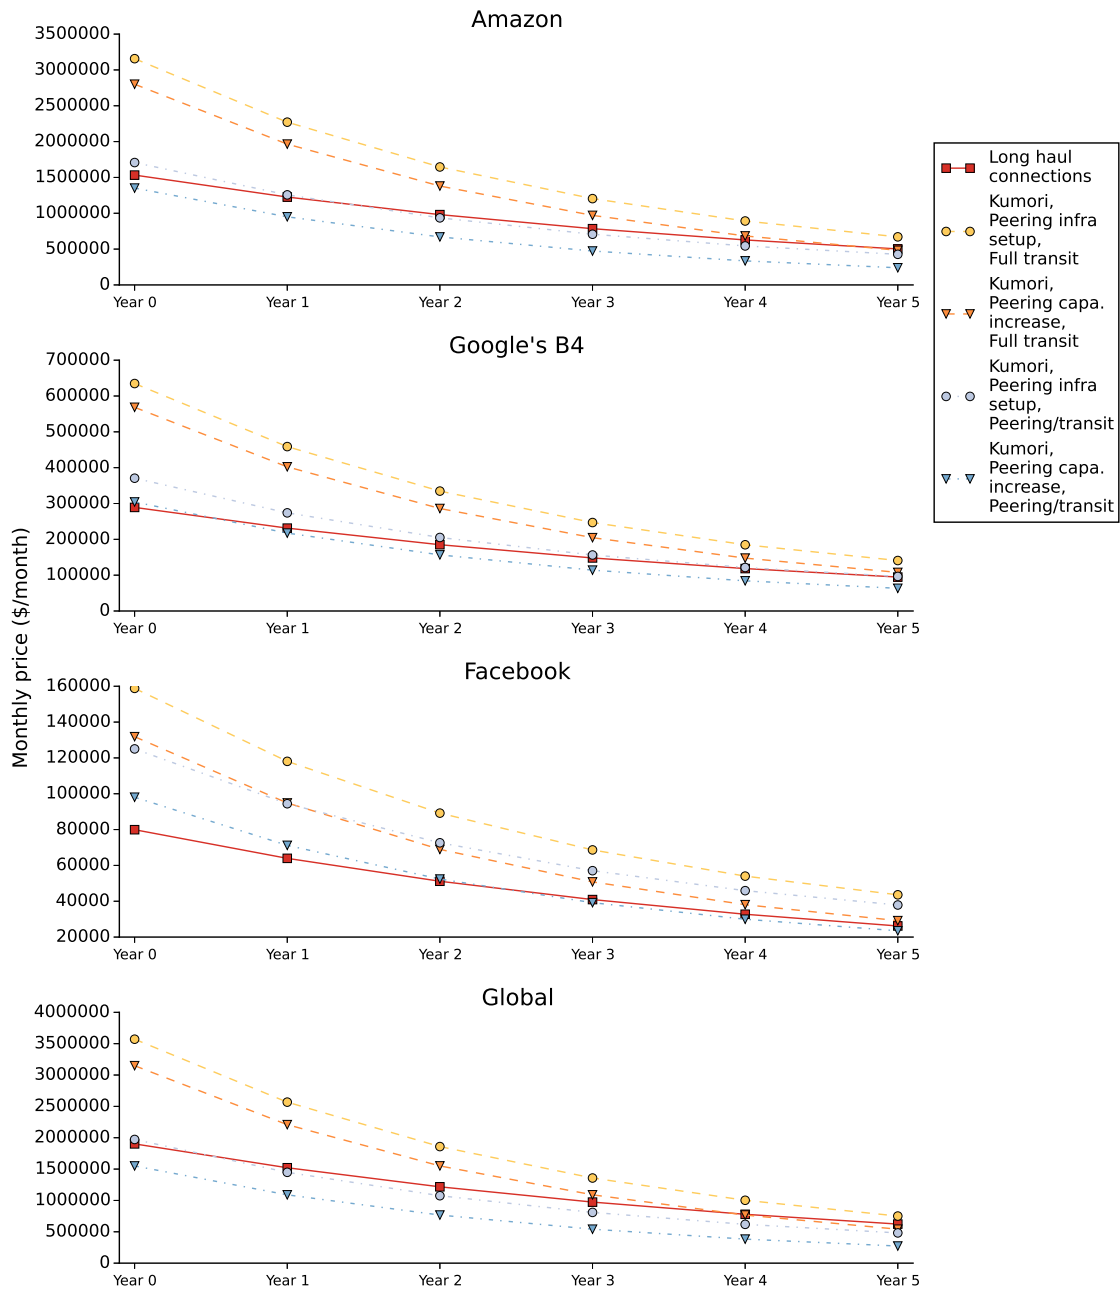 Amazon
3500000
3000000
2500000
2000000
1500000
1000000
500000
0
Year 0 Year 1 Year 2 Year 3 Year 4 Year 5
Long haul
connections
Kumori,
Peering infra
setup,
Full transit
Kumori,
Peering capa.
increase,
Full transit
Kumori,
Peering infra
setup,
Peering/transit
Kumori,
Peering capa.
increase,
Peering/transit
Monthly price ($/month)
Google's B4
700000
600000
500000
400000
300000
200000
100000
0
Year 0 Year 1 Year 2 Year 3 Year 4 Year 5
Facebook
160000
140000
120000
100000
80000
60000
40000
20000
Year 0 Year 1 Year 2 Year 3 Year 4 Year 5
Global
4000000
3500000
3000000
2500000
2000000
1500000
1000000
500000
0
Year 0 Year 1 Year 2 Year 3 Year 4 Year 5